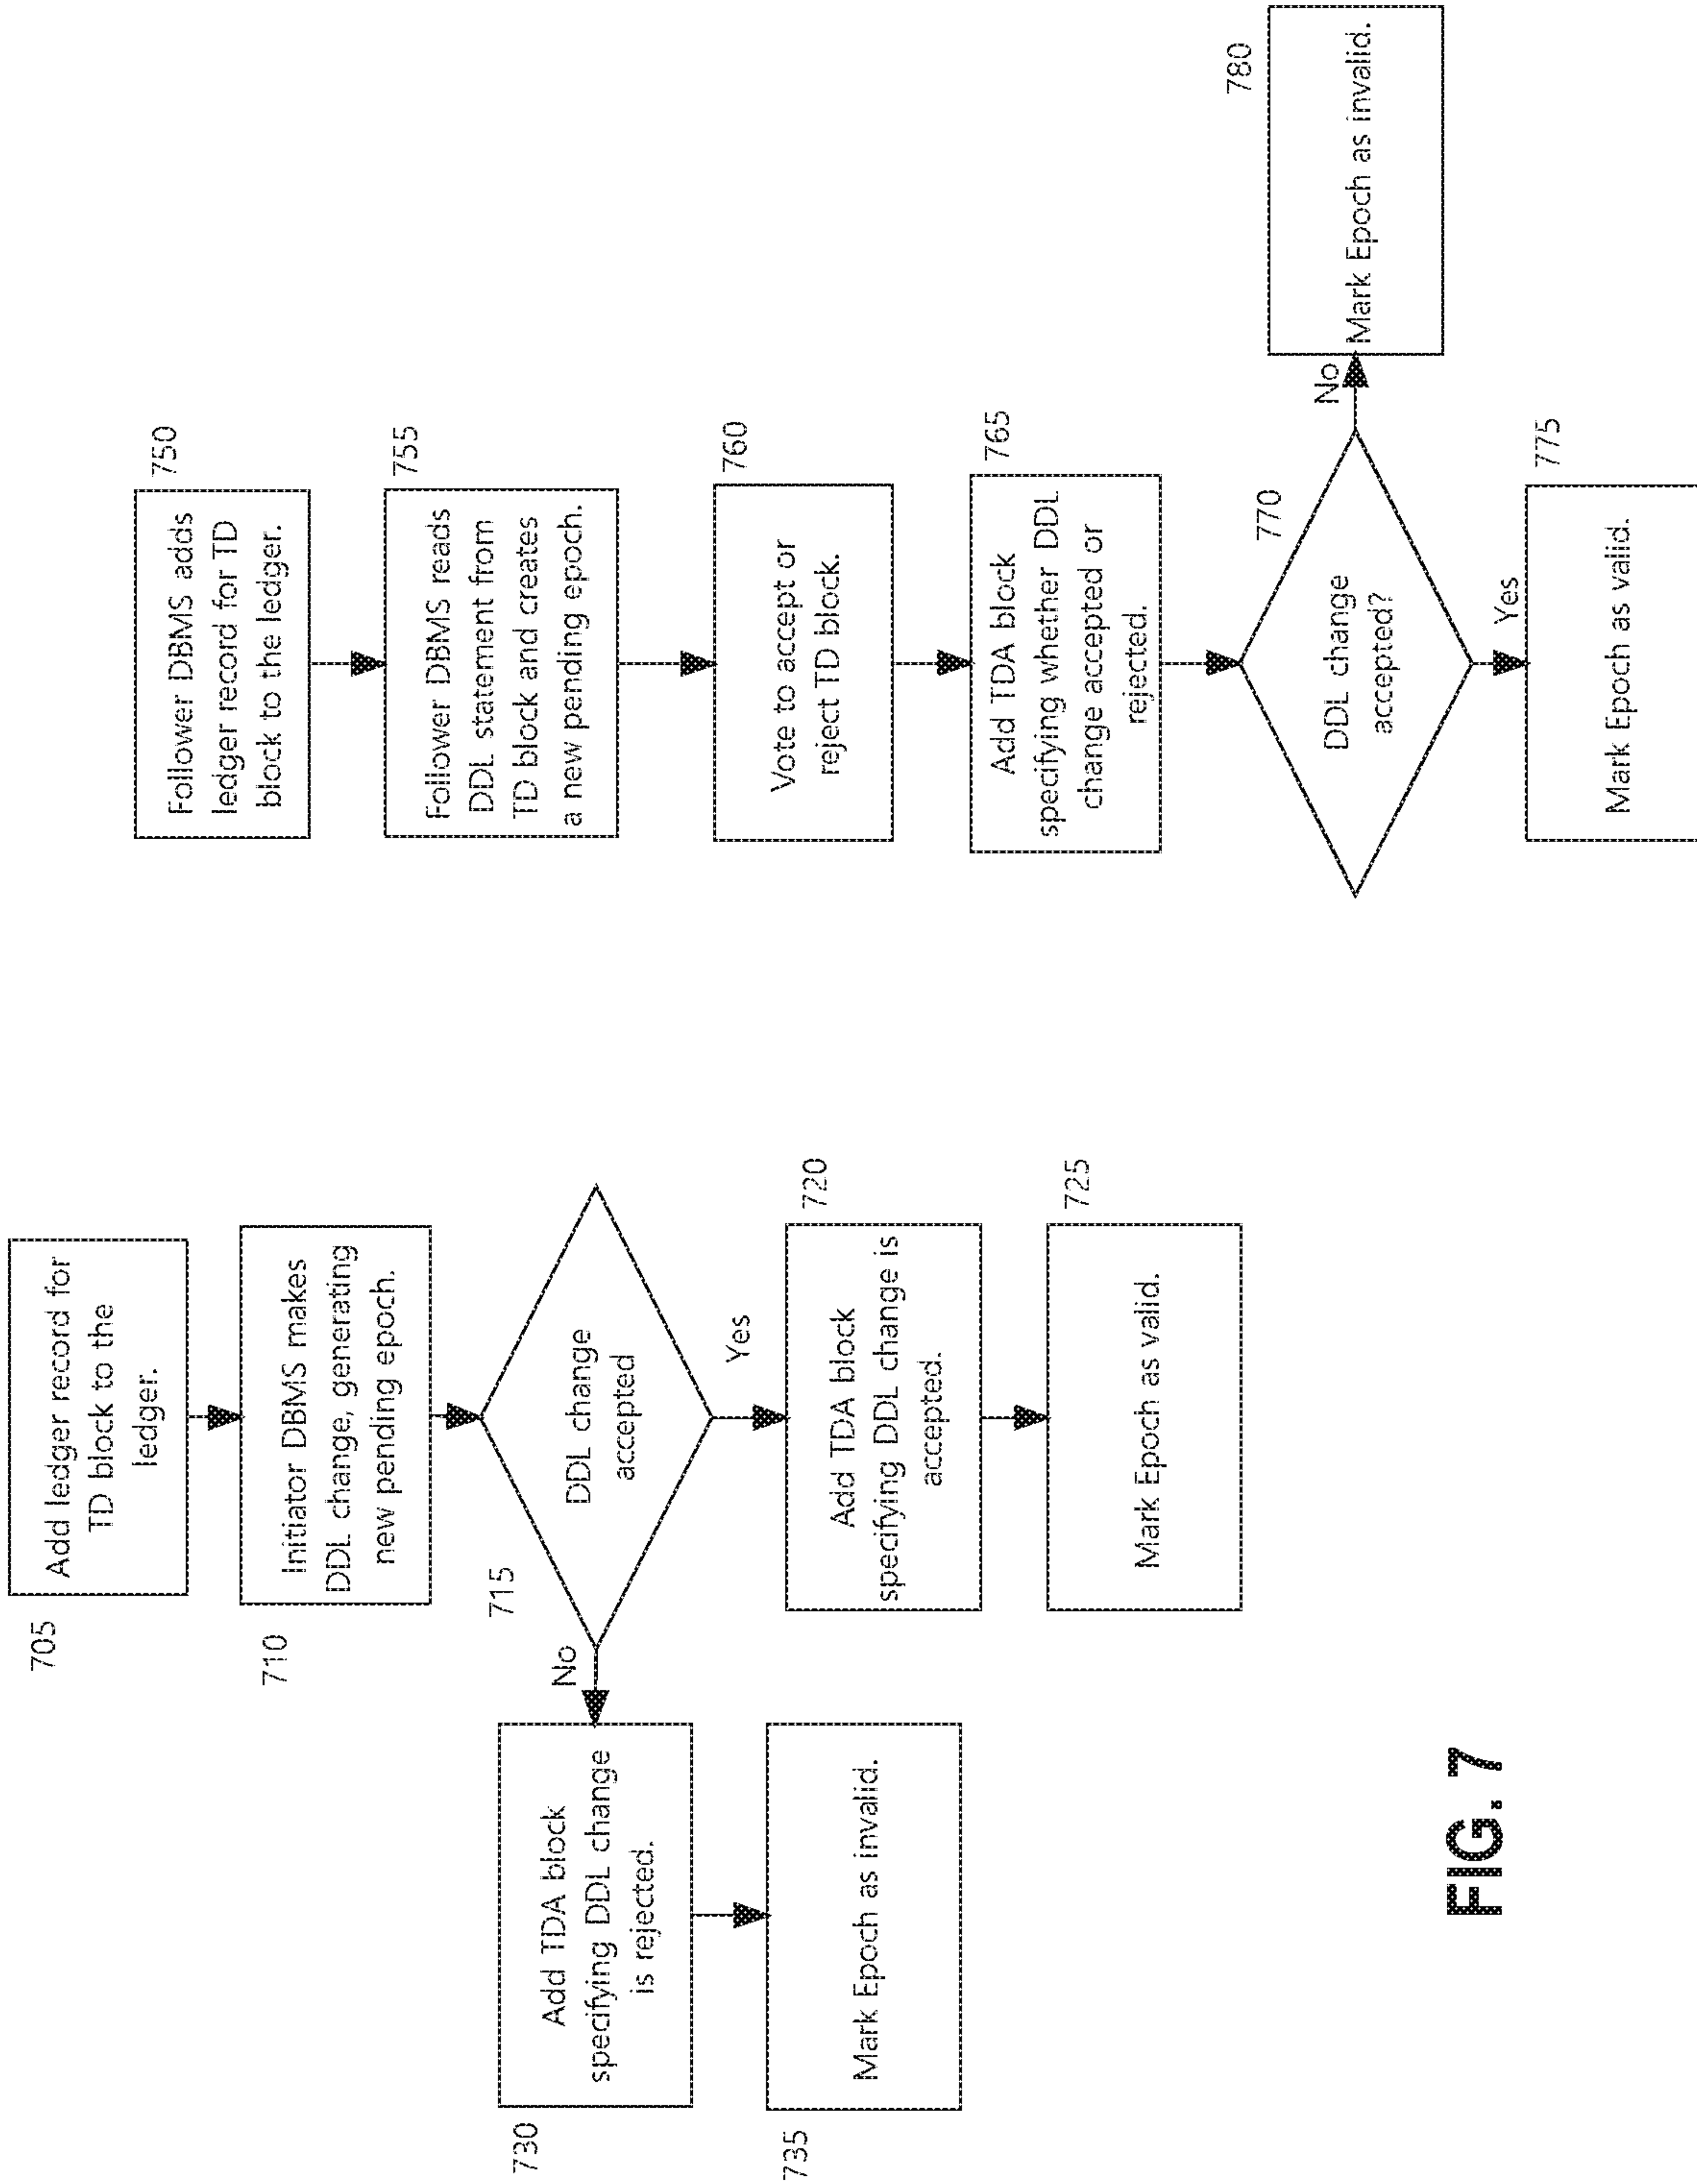 705
Add ledger record for
TD block to the
ledger.
710
Initiator DBMS makes
DDL change, generating
new pending epoch.
715
DDL change
accepted
No
Yes
730
Add TDA block
specifying DDL change
is rejected.
735
Mark Epoch as invalid.
720
Add TDA block
specifying DDL change is
accepted.
725
Mark Epoch as valid.
750
Follower DBMS adds
ledger record for TD
block to the ledger.
755
Follower DBMS reads
DDL statement from
TD block and creates
a new pending epoch.
760
Vote to accept or
reject TD block.
765
Add TDA block
specifying whether DDL
change accepted or
rejected.
770
DDL change
accepted?
No
Yes
780
Mark Epoch as invalid.
775
Mark Epoch as valid.
FIG. 7